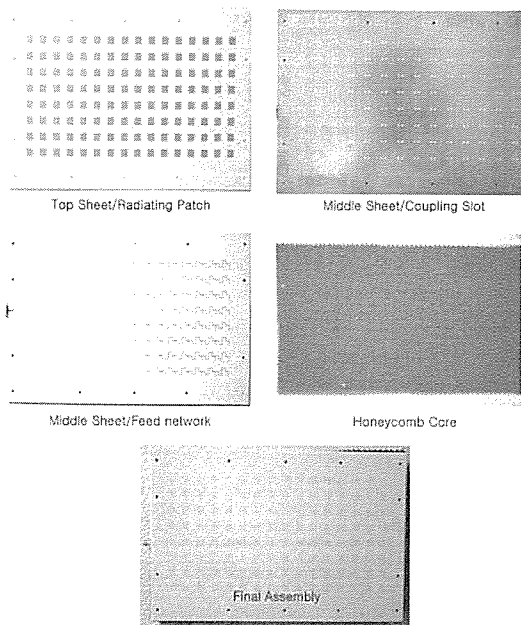 Top Sheet/Radiating Patch
Middle Sheet/Coupling Slot
Middle Sheet/Feed network
Honeycomb Core
Final Assembly